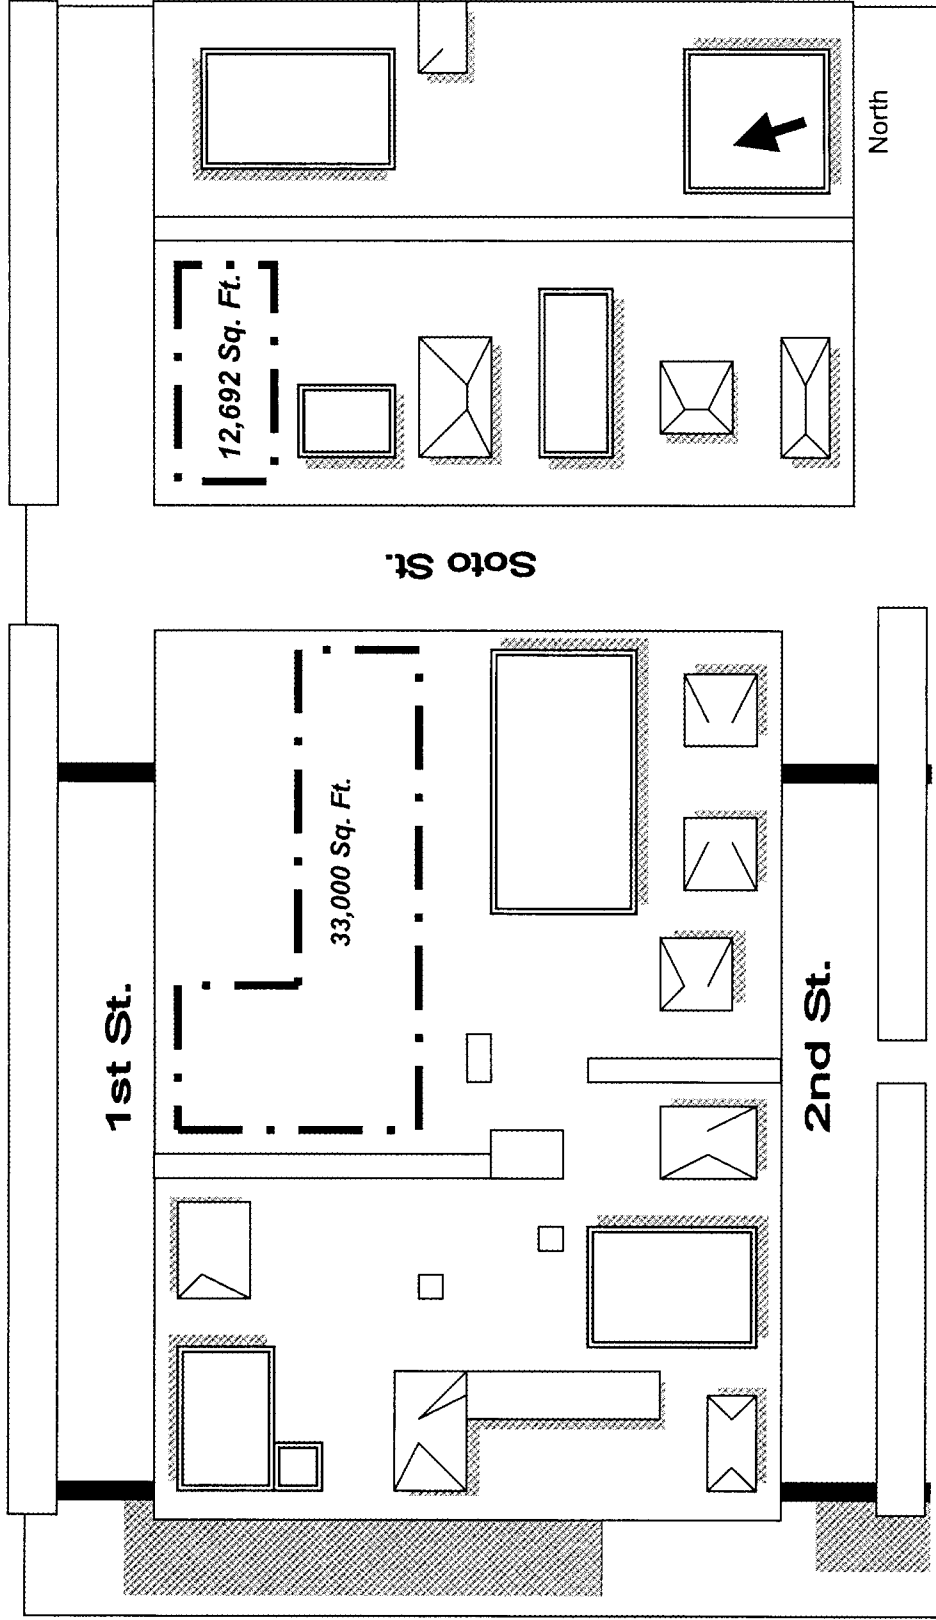 12,692 Sq. Ft.
North
Soto St.
33,000 Sq. Ft.
1st St.
2nd St.